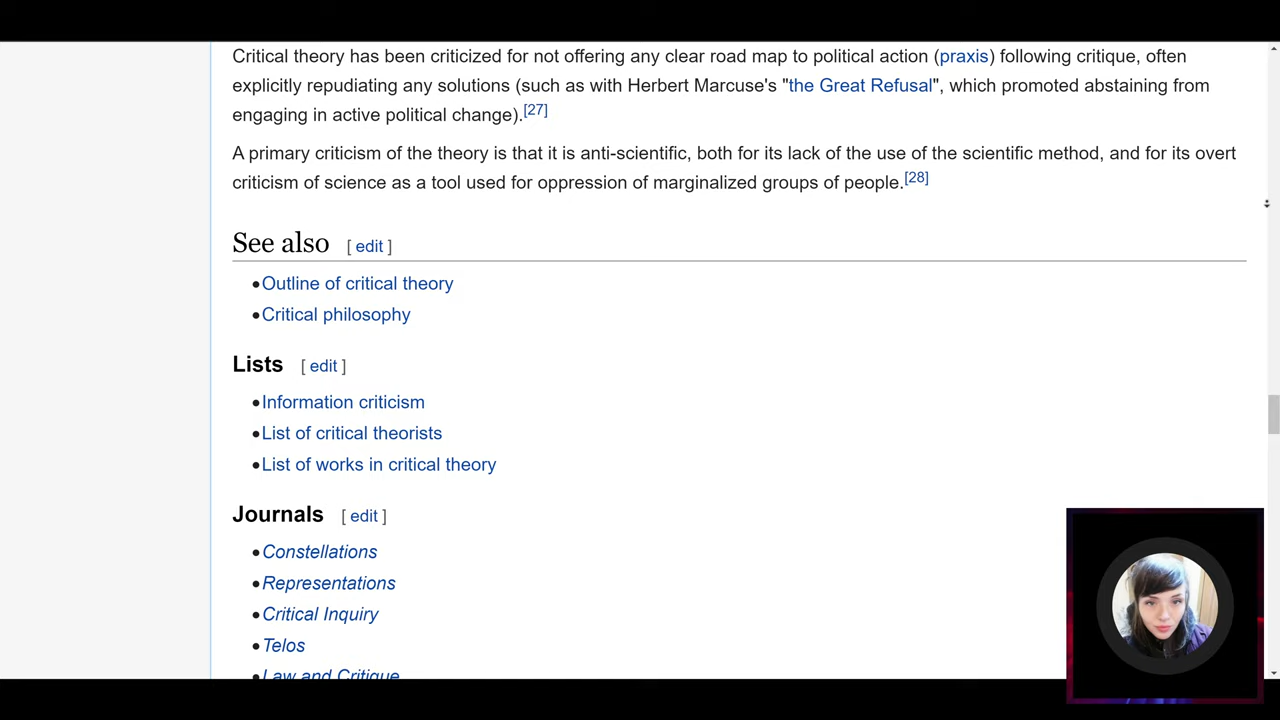 Critical theory has been criticized for not offering any clear road map to political action (praxis) following critique, often
explicitly repudiating any solutions (such as with Herbert Marcuse's "the Great Refusal", which promoted abstaining from
engaging in active political change).[27]
A primary criticism of the theory is that it is anti-scientific, both for its lack of the use of the scientific method, and for its overt
criticism of science as a tool used for oppression of marginalized groups of people.[28]
See also [ edit ]
•Outline of critical theory
•Critical philosophy
Lists [ edit ]
•Information criticism
•List of critical theorists
•List of works in critical theory
Journals [ edit ]
•Constellations
•Representations
•Critical Inquiry
•Telos
•Law and Critique